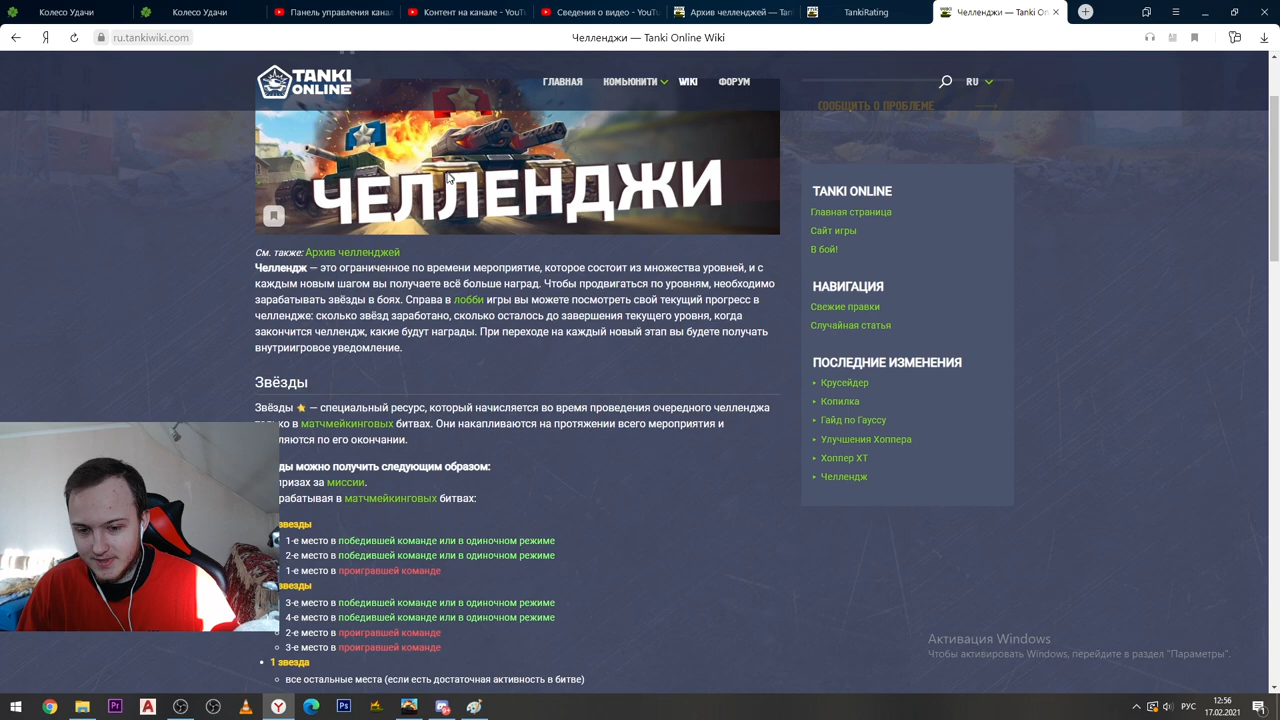 Колесо Удачи
Колесо Удачи
Панель управления кана
Контент на канале - YouTu
Сведения о видео - YouTu
Архив челленджей — Тан
TankiRating
Челленджи — Tanki On
ru.tankiwiki.com
Челленджи — Tanki Online Wiki
TANKI ONLINE
ГЛАВНАЯ
КОМЬЮНИТИ
WIKI
ФОРУМ
RU
СООБЩИТЬ О ПРОБЛЕМЕ
ЧЕЛЛЕНДЖИ
См. также: Архив челленджей
Челлендж — это ограниченное по времени мероприятие, которое состоит из множества уровней, и с
каждым новым шагом вы получаете всё больше наград. Чтобы продвигаться по уровням, необходимо
зарабатывать звёзды в боях. Справа в лобби игры вы можете посмотреть свой текущий прогресс в
челлендже: сколько звёзд заработано, сколько осталось до завершения текущего уровня, когда
закончится челлендж, какие будут награды. При переходе на каждый новый этап вы будете получать
внутриигровое уведомление.
Звёзды
Звёзды — специальный ресурс, который начисляется во время проведения очередного челленджа
ко в матчмейкинговых битвах. Они накапливаются на протяжении всего мероприятия и
ляются по его окончании.
ды можно получить следующим образом:
призах за миссии.
рабатывая в матчмейкинговых битвах:
звезды
1-е место в победившей команде или в одиночном режиме
2-е место в победившей команде или в одиночном режиме
1-е место в проигравшей команде
звезды
3-е место в победившей команде или в одиночном режиме
4-е место в победившей команде или в одиночном режиме
2-е место в проигравшей команде
3-е место в проигравшей команде
1 звезда
все остальные места (если есть достаточная активность в битве)
TANKI ONLINE
Главная страница
Сайт игры
В бой!
НАВИГАЦИЯ
Свежие правки
Случайная статья
ПОСЛЕДНИЕ ИЗМЕНЕНИЯ
Крусейдер
Копилка
Гайд по Гауссу
Улучшения Хоппера
Хоппер ХТ
Челлендж
Активация Windows
Чтобы активировать Windows, перейдите в раздел "Параметры".
РУС
12:56
17.02.2021